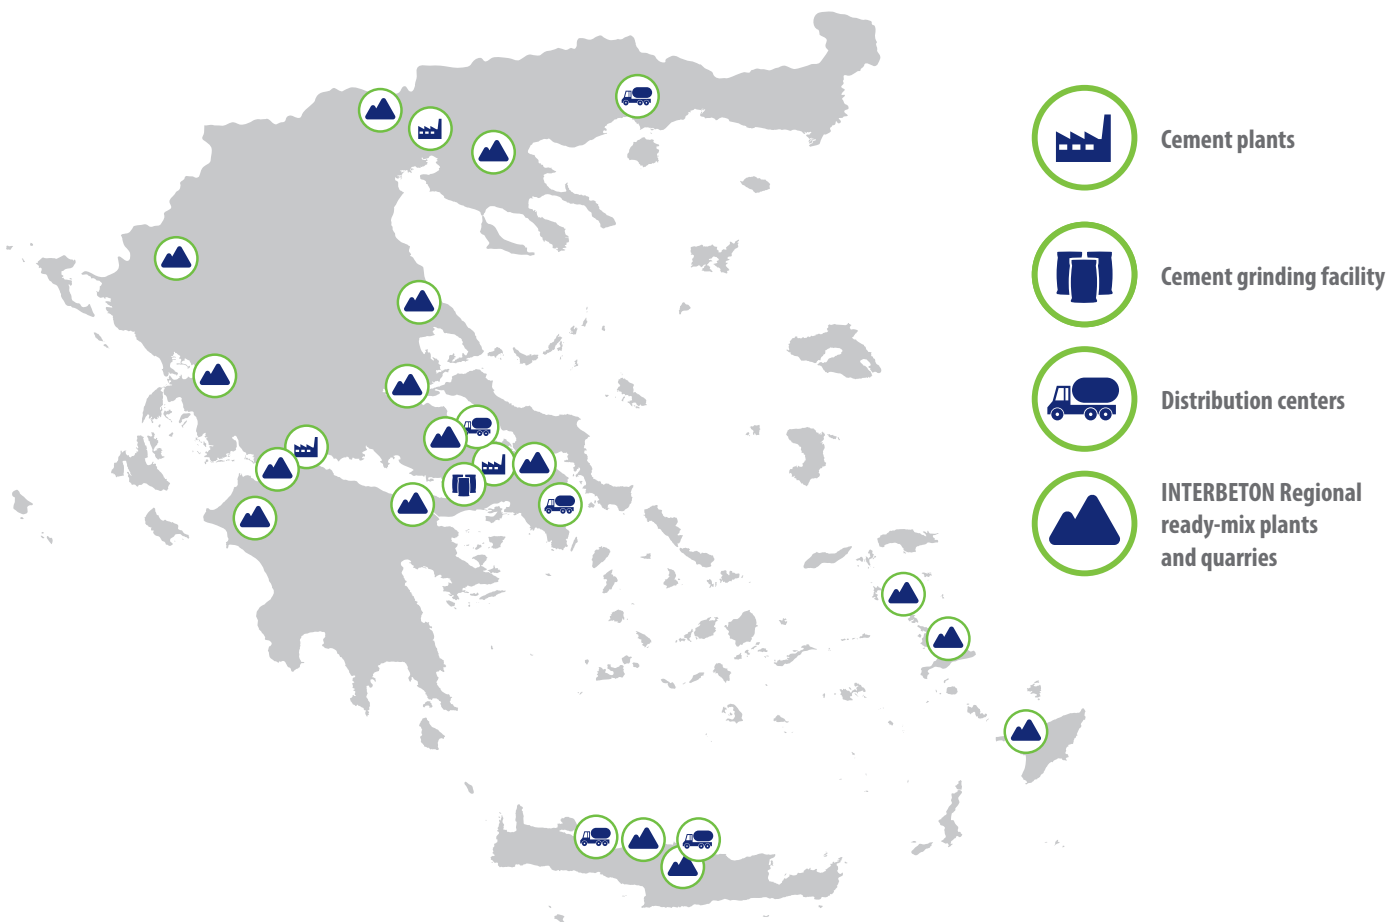 Cement plants
Cement grinding facility
Distribution centers
INTERBETON Regional
ready-mix plants
and quarries